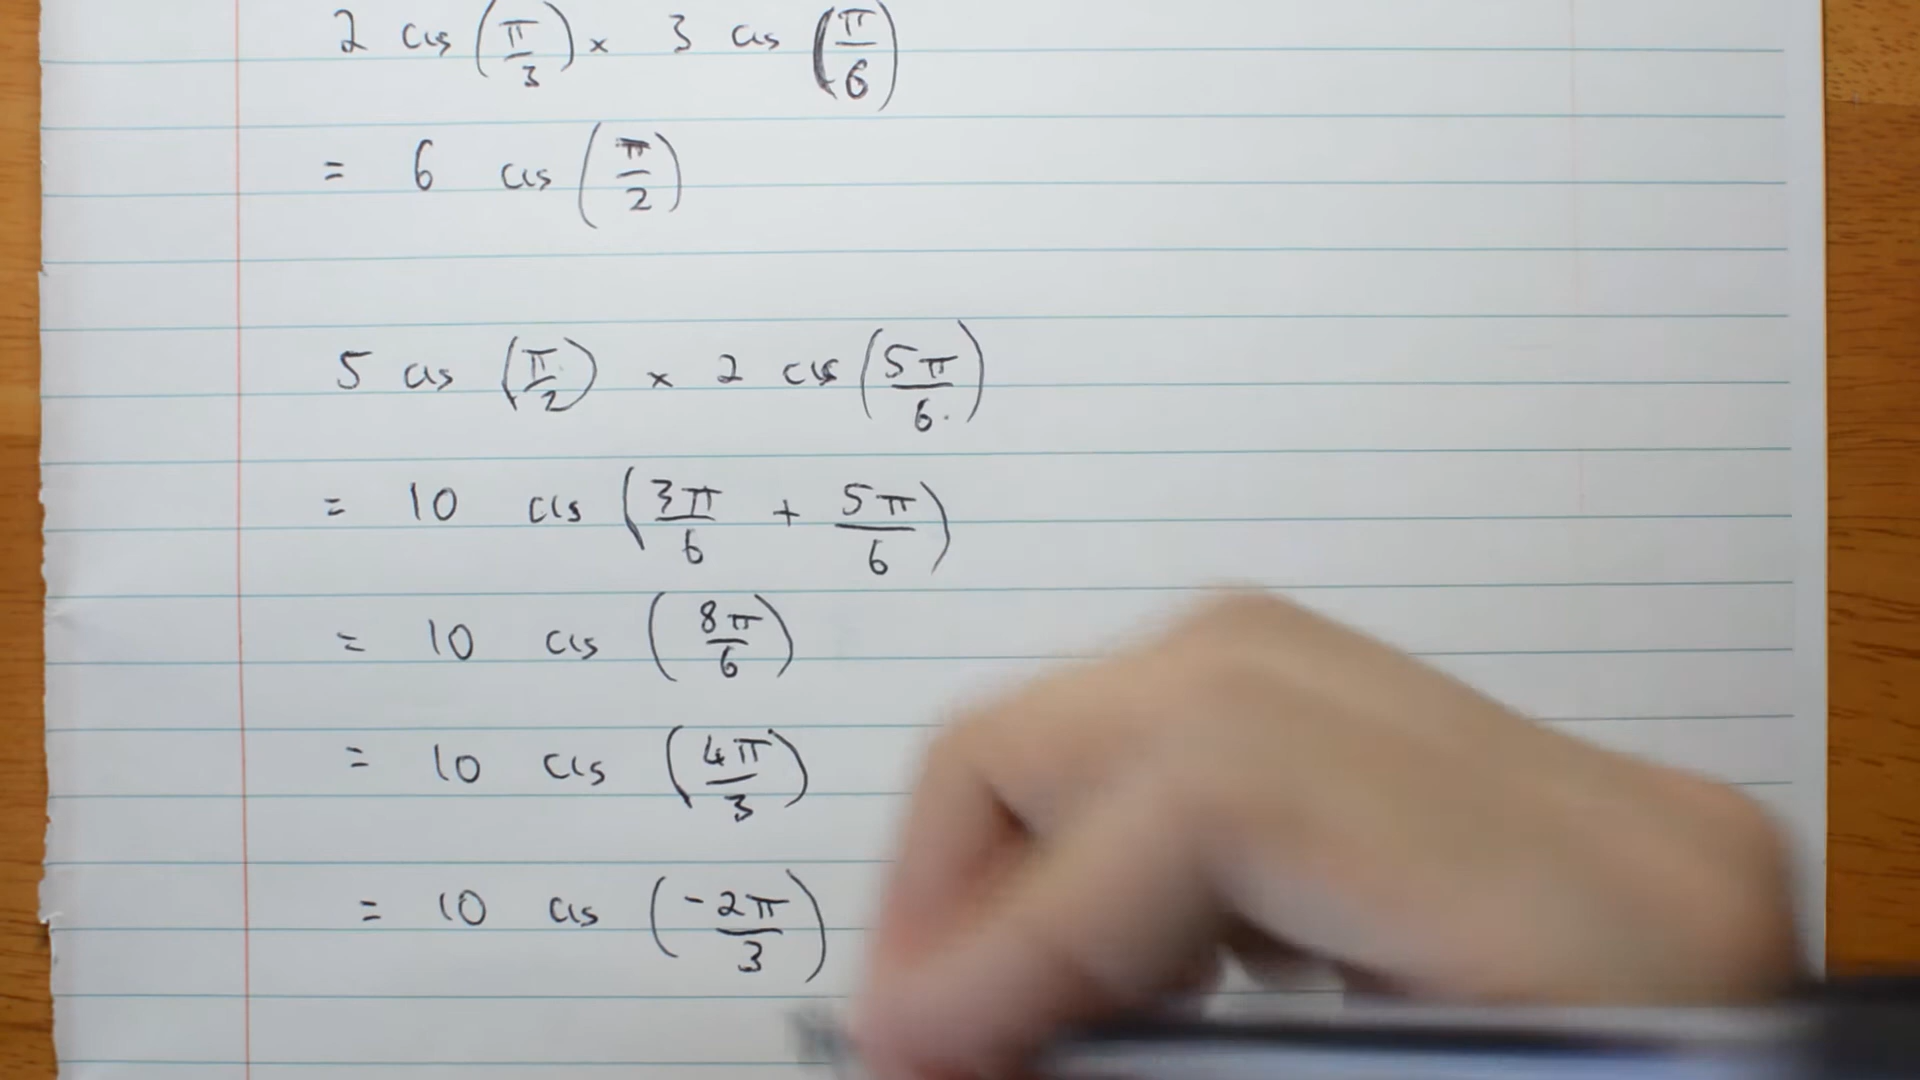 2 cis (π/3) × 3 cis (π/6)
= 6 cis (π/2)
5 cis (π/2) × 2 cis (5π/6)
= 10 cis (3π/6 + 5π/6)
= 10 cis (8π/6)
= 10 cis (4π/3)
= 10 cis (-2π/3)